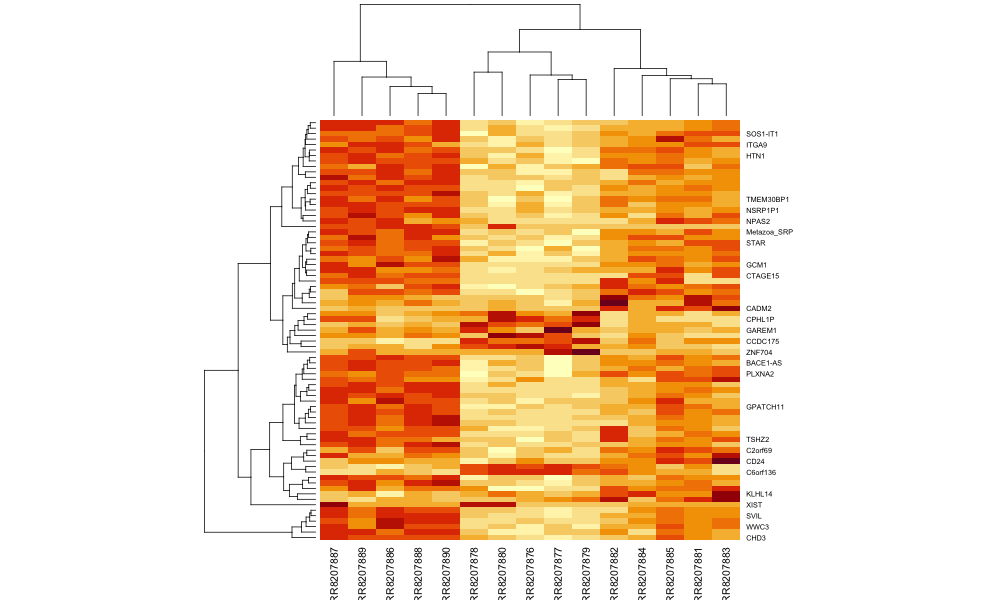 SOS1-IT1
ITGA9
HTN1
TMEM30BP1
NSRP1P1
NPAS2
Metazoa_SRP
STAR
GCM1
CTAGE15
CADM2
CPHL1P
GAREM1
CCDC175
ZNF704
BACE1-AS
PLXNA2
GPATCH11
TSHZ2
C2orf69
CD24
C6orf136
KLHL14
XIST
SVIL
WWC3
CHD3
RR8207887
RR8207889
RR8207886
RR8207888
RR8207890
RR8207878
RR8207880
RR8207876
RR8207877
RR8207879
RR8207882
RR8207884
RR8207885
RR8207881
RR8207883